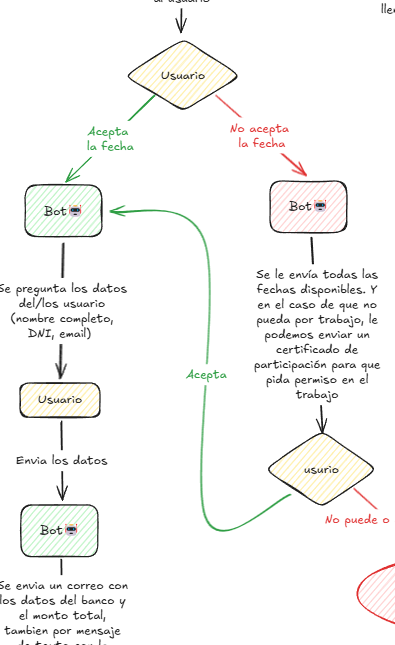 al usuario
lle
Usuario
Acepta
la fecha
No acepta
la fecha
Bot
Bot
Se le envía todas las
fechas disponibles. Y
en el caso de que no
pueda por trabajo, le
podemos enviar un
certificado de
participación para que
pida permiso en el
trabajo
Se pregunta los datos
del/los usuario
(nombre completo,
DNI, email)
Acepta
Usuario
Envia los datos
usurio
No puede o
Bot
Se envia un correo con
los datos del banco y
el monto total,
tambien por mensaje